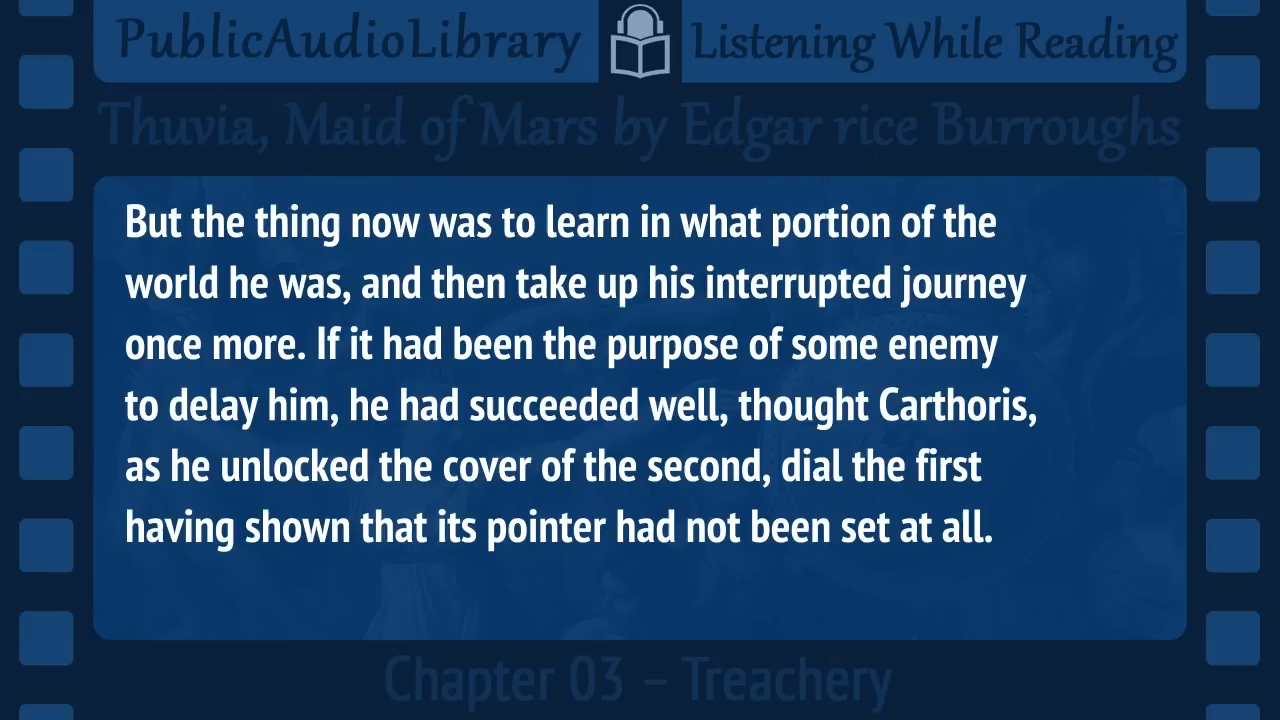 PublicAudioLibrary
Listening While Reading
Thuvia, Maid of Mars by Edgar rice Burroughs
But the thing now was to learn in what portion of the
world he was, and then take up his interrupted journey
once more. If it had been the purpose of some enemy
to delay him, he had succeeded well, thought Carthoris,
as he unlocked the cover of the second, dial the first
having shown that its pointer had not been set at all.
Chapter 03 – Treachery